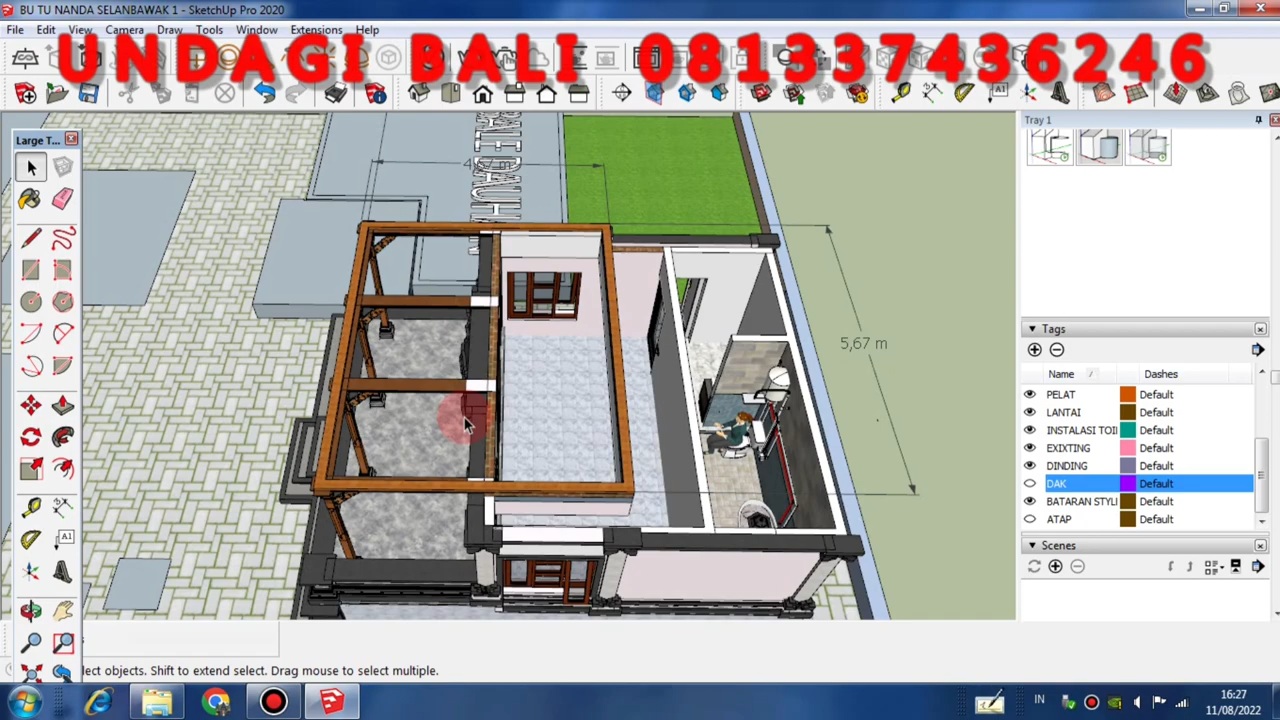 BU TU NANDA SELANBAWAK 1 - SketchUp Pro 2020
File Edit View Camera Draw Tools Window Extensions Help
UNDAGI BALI 081337436246
Large T...
Tray 1
5,67 m
Tags
Name Dashes
PELAT Default
LANTAI Default
INSTALASI TOI Default
EXIXTING Default
DINDING Default
DAK Default
BATARAN STYL Default
ATAP Default
Scenes
lect objects. Shift to extend select. Drag mouse to select multiple.
IN
16:27
11/08/2022